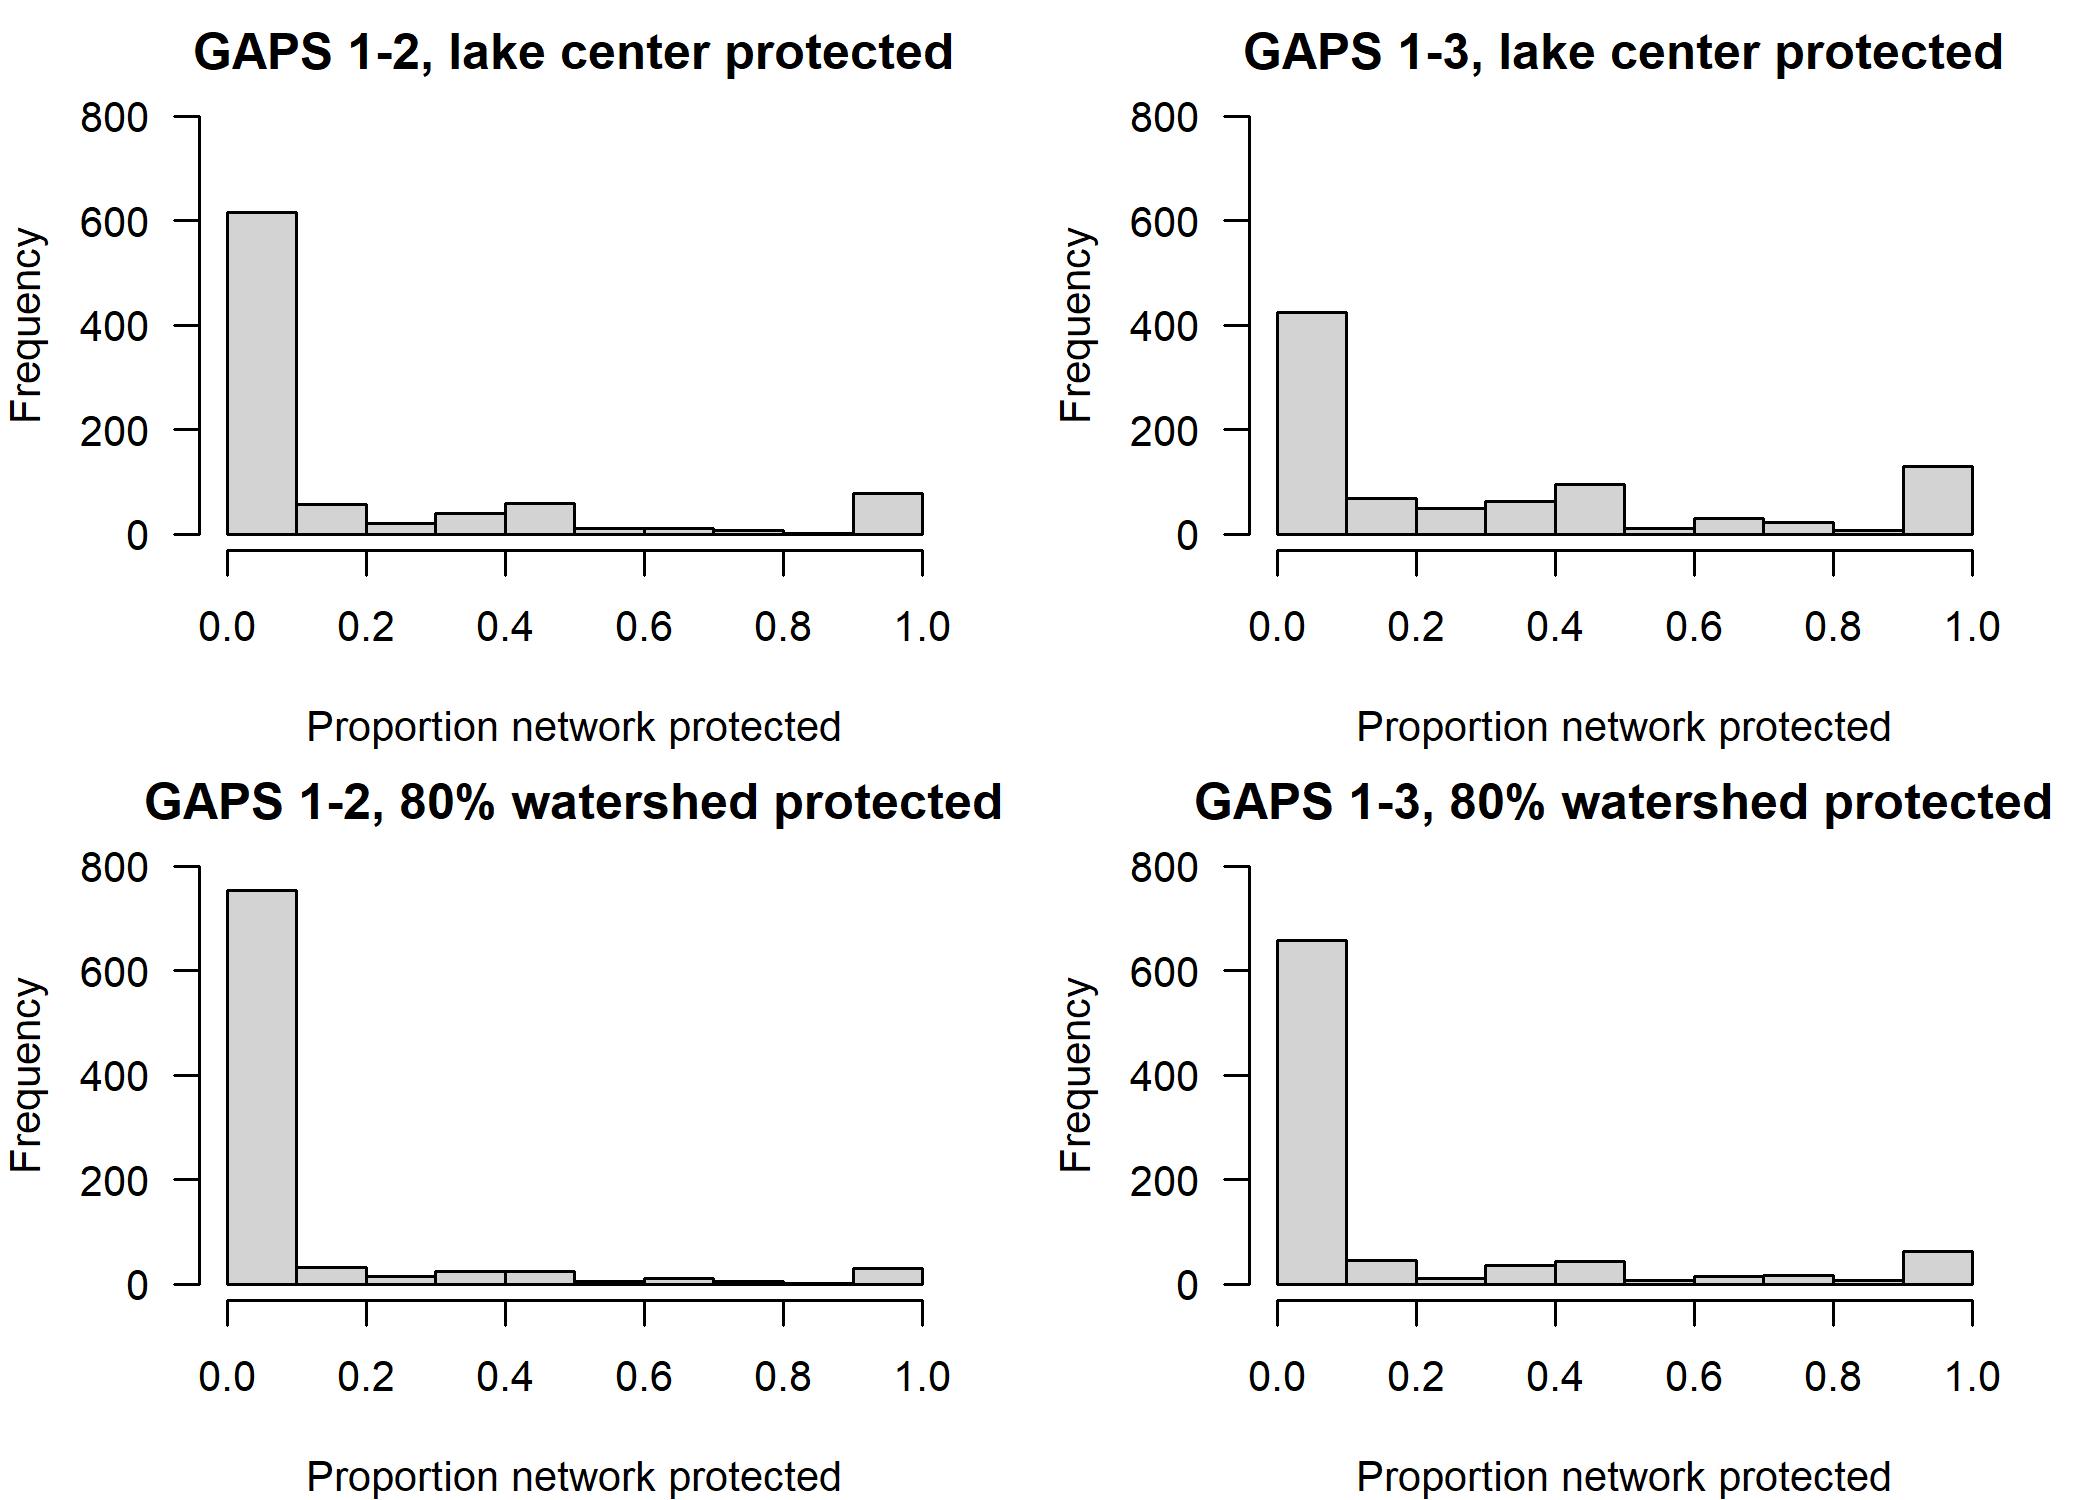 GAPS 1-2, lake center protected
800
600
400
200
0
Frequency
0.0 0.2 0.4 0.6 0.8 1.0
Proportion network protected
GAPS 1-3, lake center protected
800
600
400
200
0
Frequency
0.0 0.2 0.4 0.6 0.8 1.0
Proportion network protected
GAPS 1-2, 80% watershed protected
800
600
400
200
0
Frequency
0.0 0.2 0.4 0.6 0.8 1.0
Proportion network protected
GAPS 1-3, 80% watershed protected
800
600
400
200
0
Frequency
0.0 0.2 0.4 0.6 0.8 1.0
Proportion network protected